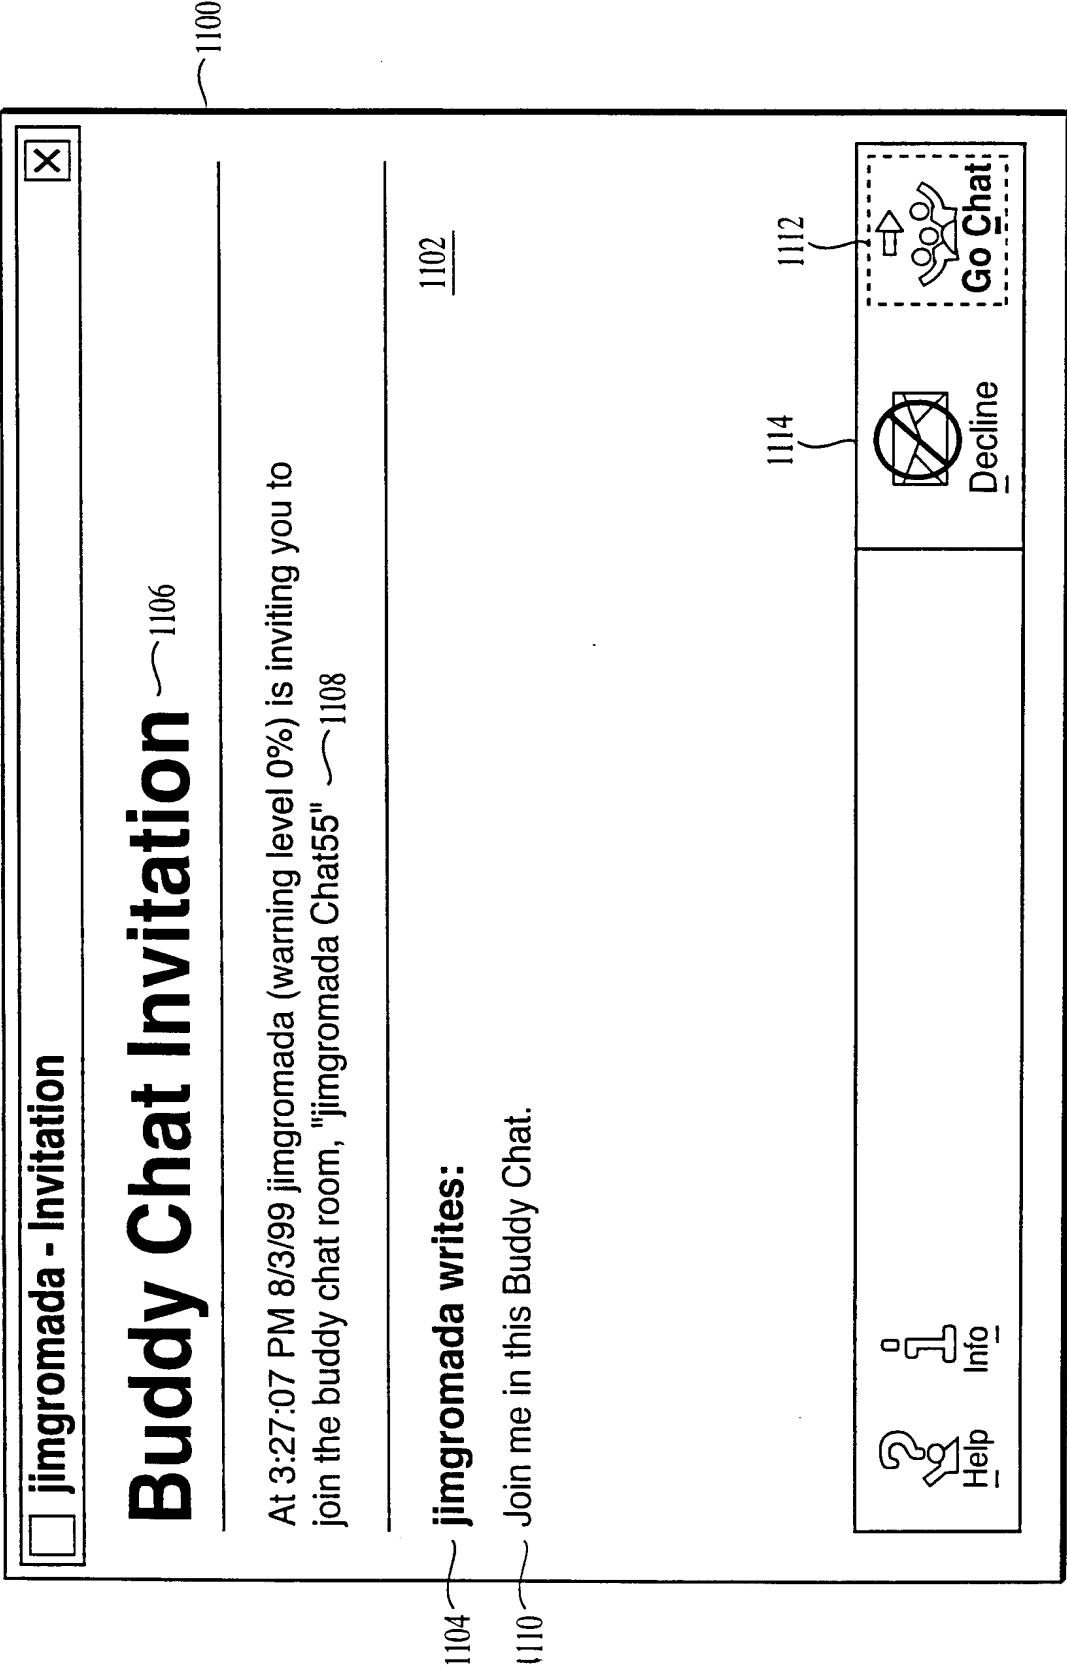 1100
jimgromada - Invitation
Buddy Chat Invitation
1106
At 3:27:07 PM 8/3/99 jimgromada (warning level 0%) is inviting you to
join the buddy chat room, "jimgromada Chat55"
1108
1102
1104
jimgromada writes:
1110
Join me in this Buddy Chat.
1114
1112
Help
Info
Decline
Go Chat